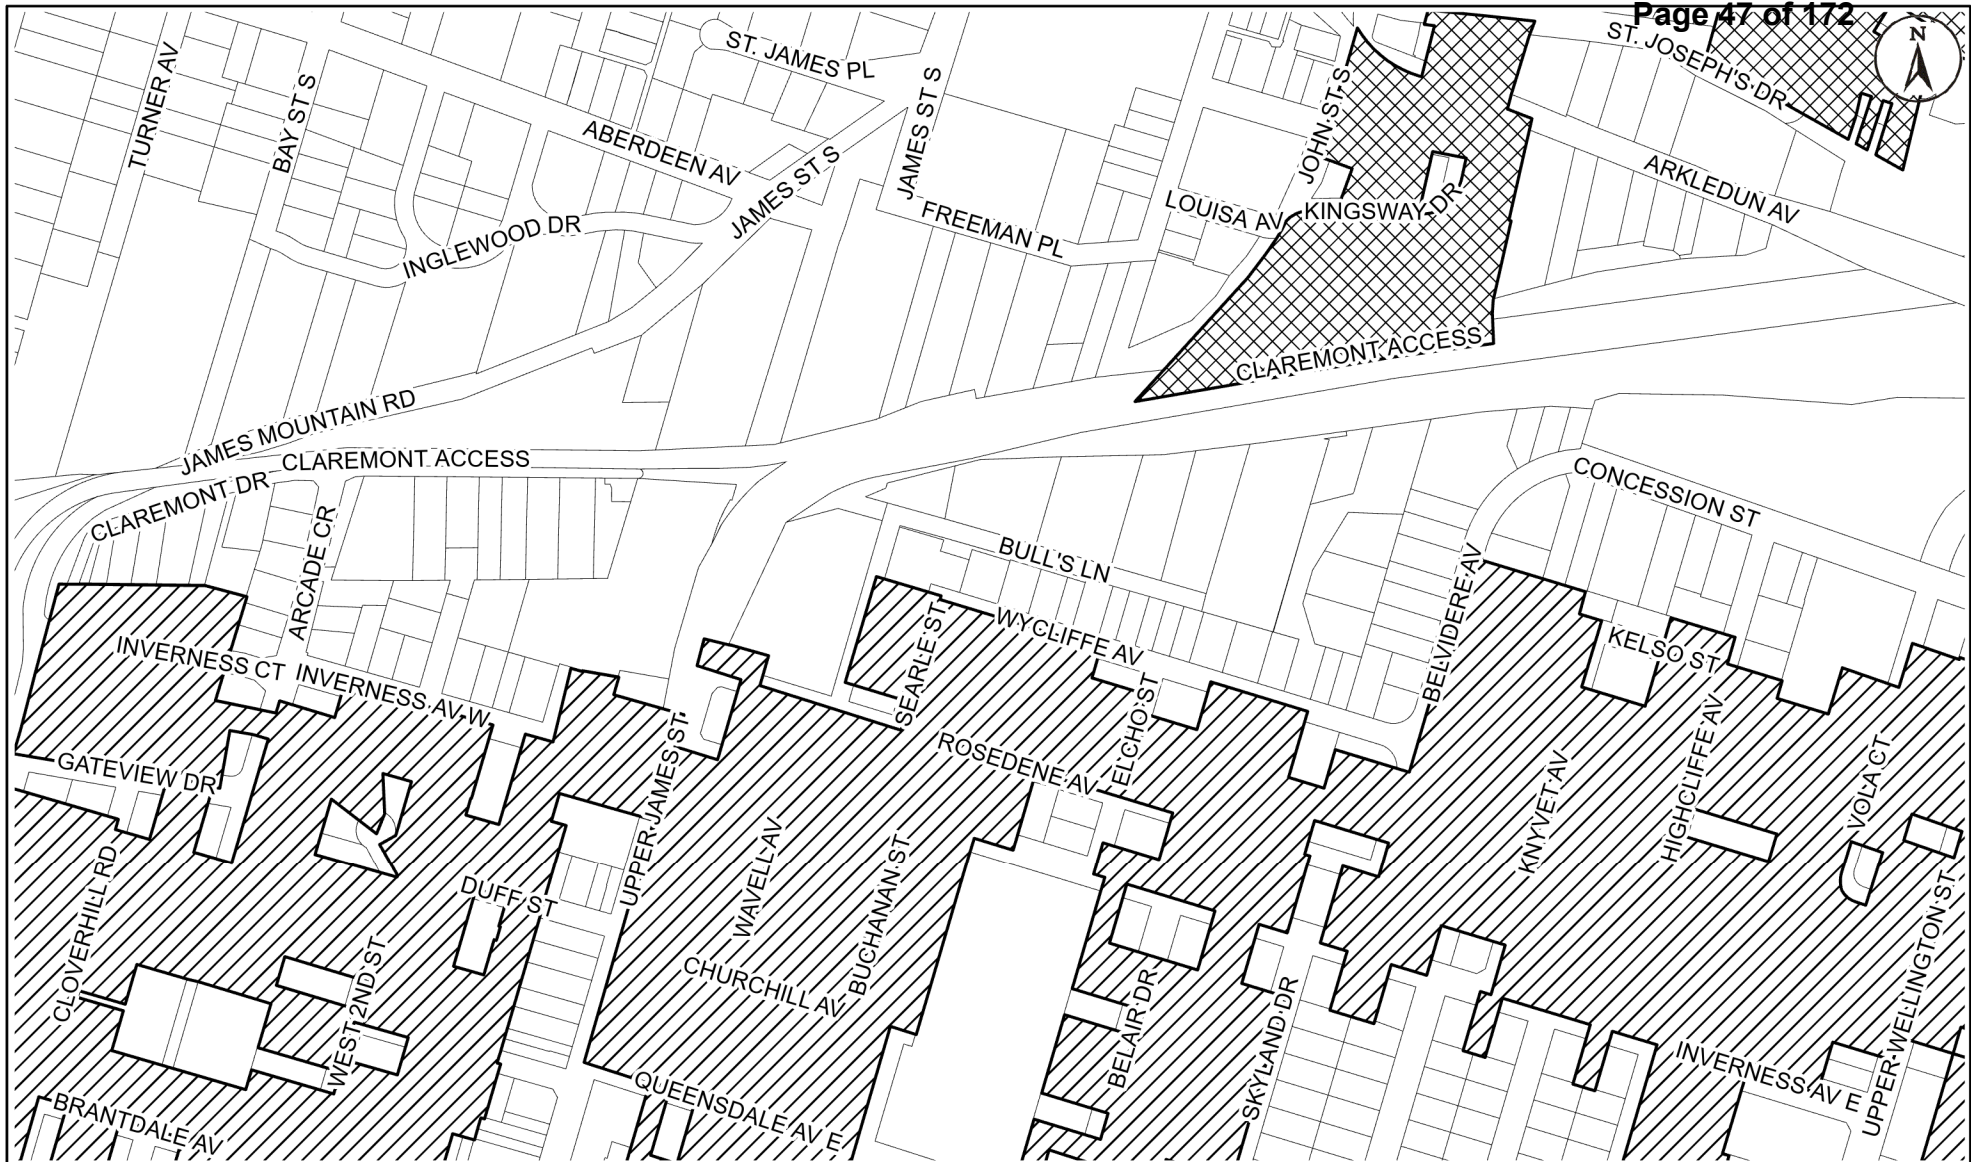 Page 47 of 172
N
ST. JAMES PL
ST. JOSEPH'S DR
TURNER AV
BAY ST S
JAMES ST S
JOHN ST S
ABERDEEN AV
JAMES ST S
ARKLEDUN AV
LOUISA AV
KINGSWAY DR
FREEMAN PL
INGLEWOOD DR
CLAREMONT ACCESS
JAMES MOUNTAIN RD
CLAREMONT ACCESS
CLAREMONT DR
CONCESSION ST
ARCADE CR
BULL'S LN
BELVIDERE AV
WYCLIFFE AV
SEARLE ST
KELSO ST
INVERNESS CT
INVERNESS AV W
ELCHO ST
HIGHCLIFFE AV
ROSEDENE AV
GATEVIEW DR
UPPER JAMES ST
KNYVET AV
VOLA CT
WAVELL AV
BUCHANAN ST
CLOVERHILL RD
DUFF ST
UPPER WELLINGTON ST
WEST 2ND ST
CHURCHILL AV
BELAIR DR
SKYLAND DR
INVERNESS AV E
QUEENSDALE AV E
BRANTDALE AV